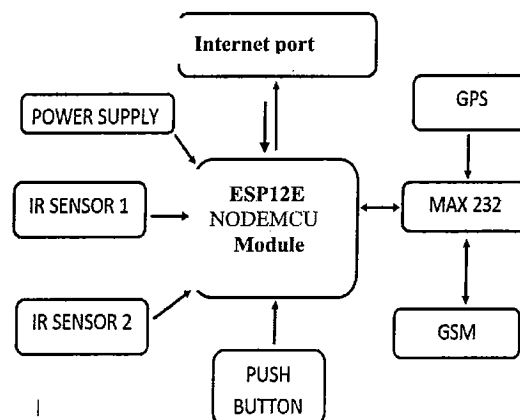 Internet port
GPS
POWER SUPPLY
ESP12E
NODEMCU
Module
IR SENSOR 1
MAX 232
IR SENSOR 2
GSM
PUSH
BUTTON